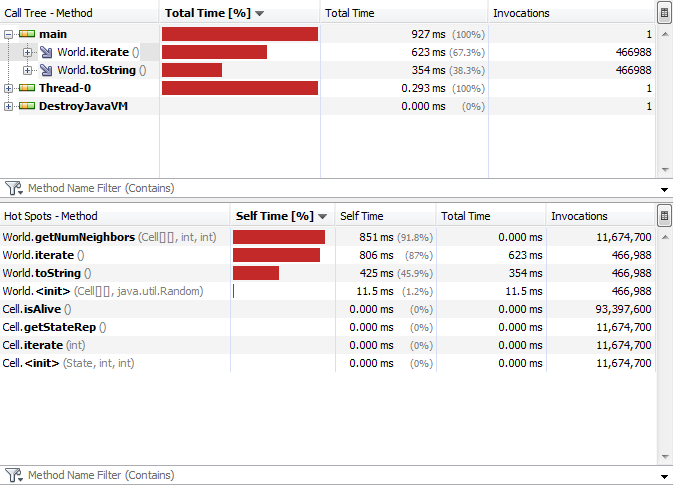 Call Tree - Method Total Time [%] Total Time Invocations
main 927 ms (100%) 1
World.iterate () 623 ms (67.3%) 466988
World.toString () 354 ms (38.3%) 466988
Thread-0 0.293 ms (100%) 1
DestroyJavaVM 0.000 ms (0%) 1
Method Name Filter (Contains)
Hot Spots - Method Self Time [%] Self Time Total Time Invocations
World.getNumNeighbors (Cell[][], int, int) 851 ms (91.8%) 0.000 ms 11,674,700
World.iterate () 806 ms (87%) 623 ms 466,988
World.toString () 425 ms (45.9%) 354 ms 466,988
World.<init> (Cell[][], java.util.Random) 11.5 ms (1.2%) 11.5 ms 466,988
Cell.isAlive () 0.000 ms (0%) 0.000 ms 93,397,600
Cell.getStateRep () 0.000 ms (0%) 0.000 ms 11,674,700
Cell.iterate (int) 0.000 ms (0%) 0.000 ms 11,674,700
Cell.<init> (State, int, int) 0.000 ms (0%) 0.000 ms 11,674,700
Method Name Filter (Contains)